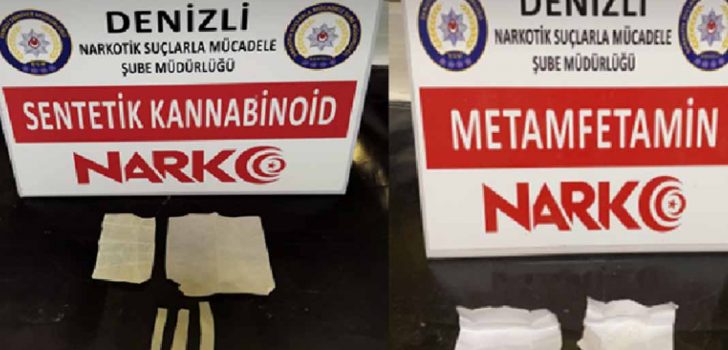 DENİZLİ
NARKOTİK SUÇLARLA MÜCADELE
ŞUBE MÜDÜRLÜĞÜ
SENTETİK KANNABİNOİD
NARKO
DENİZLİ
NARKOTİK SUÇLARLA MÜCADELE
ŞUBE MÜDÜRLÜĞÜ
METAMFETAMİN
NARKO